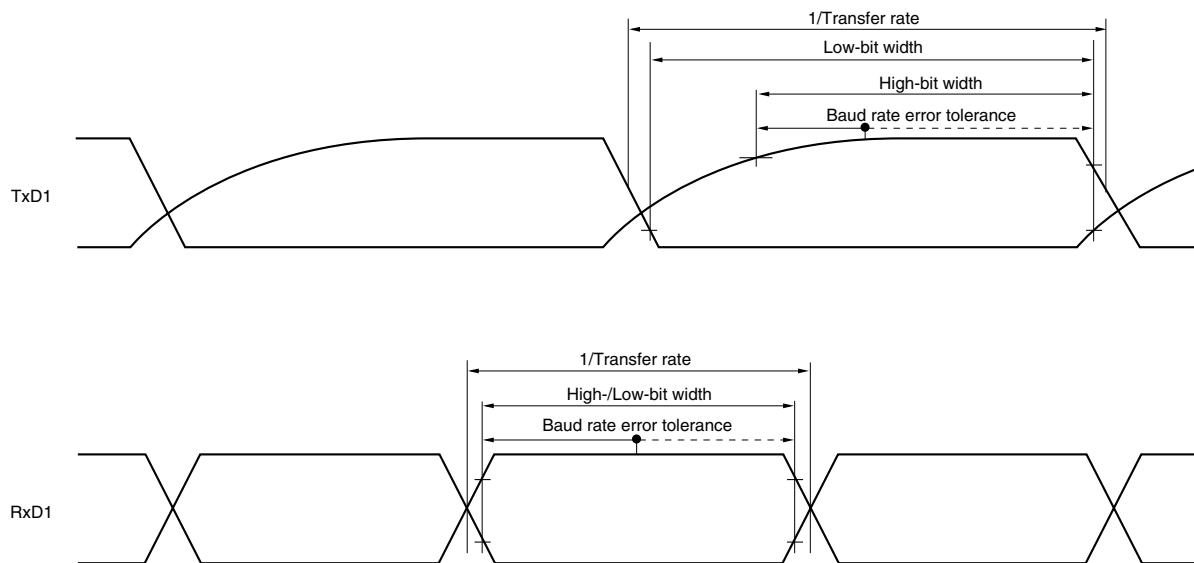 1/Transfer rate
Low-bit width
High-bit width
Baud rate error tolerance
TxD1
1/Transfer rate
High-/Low-bit width
Baud rate error tolerance
RxD1